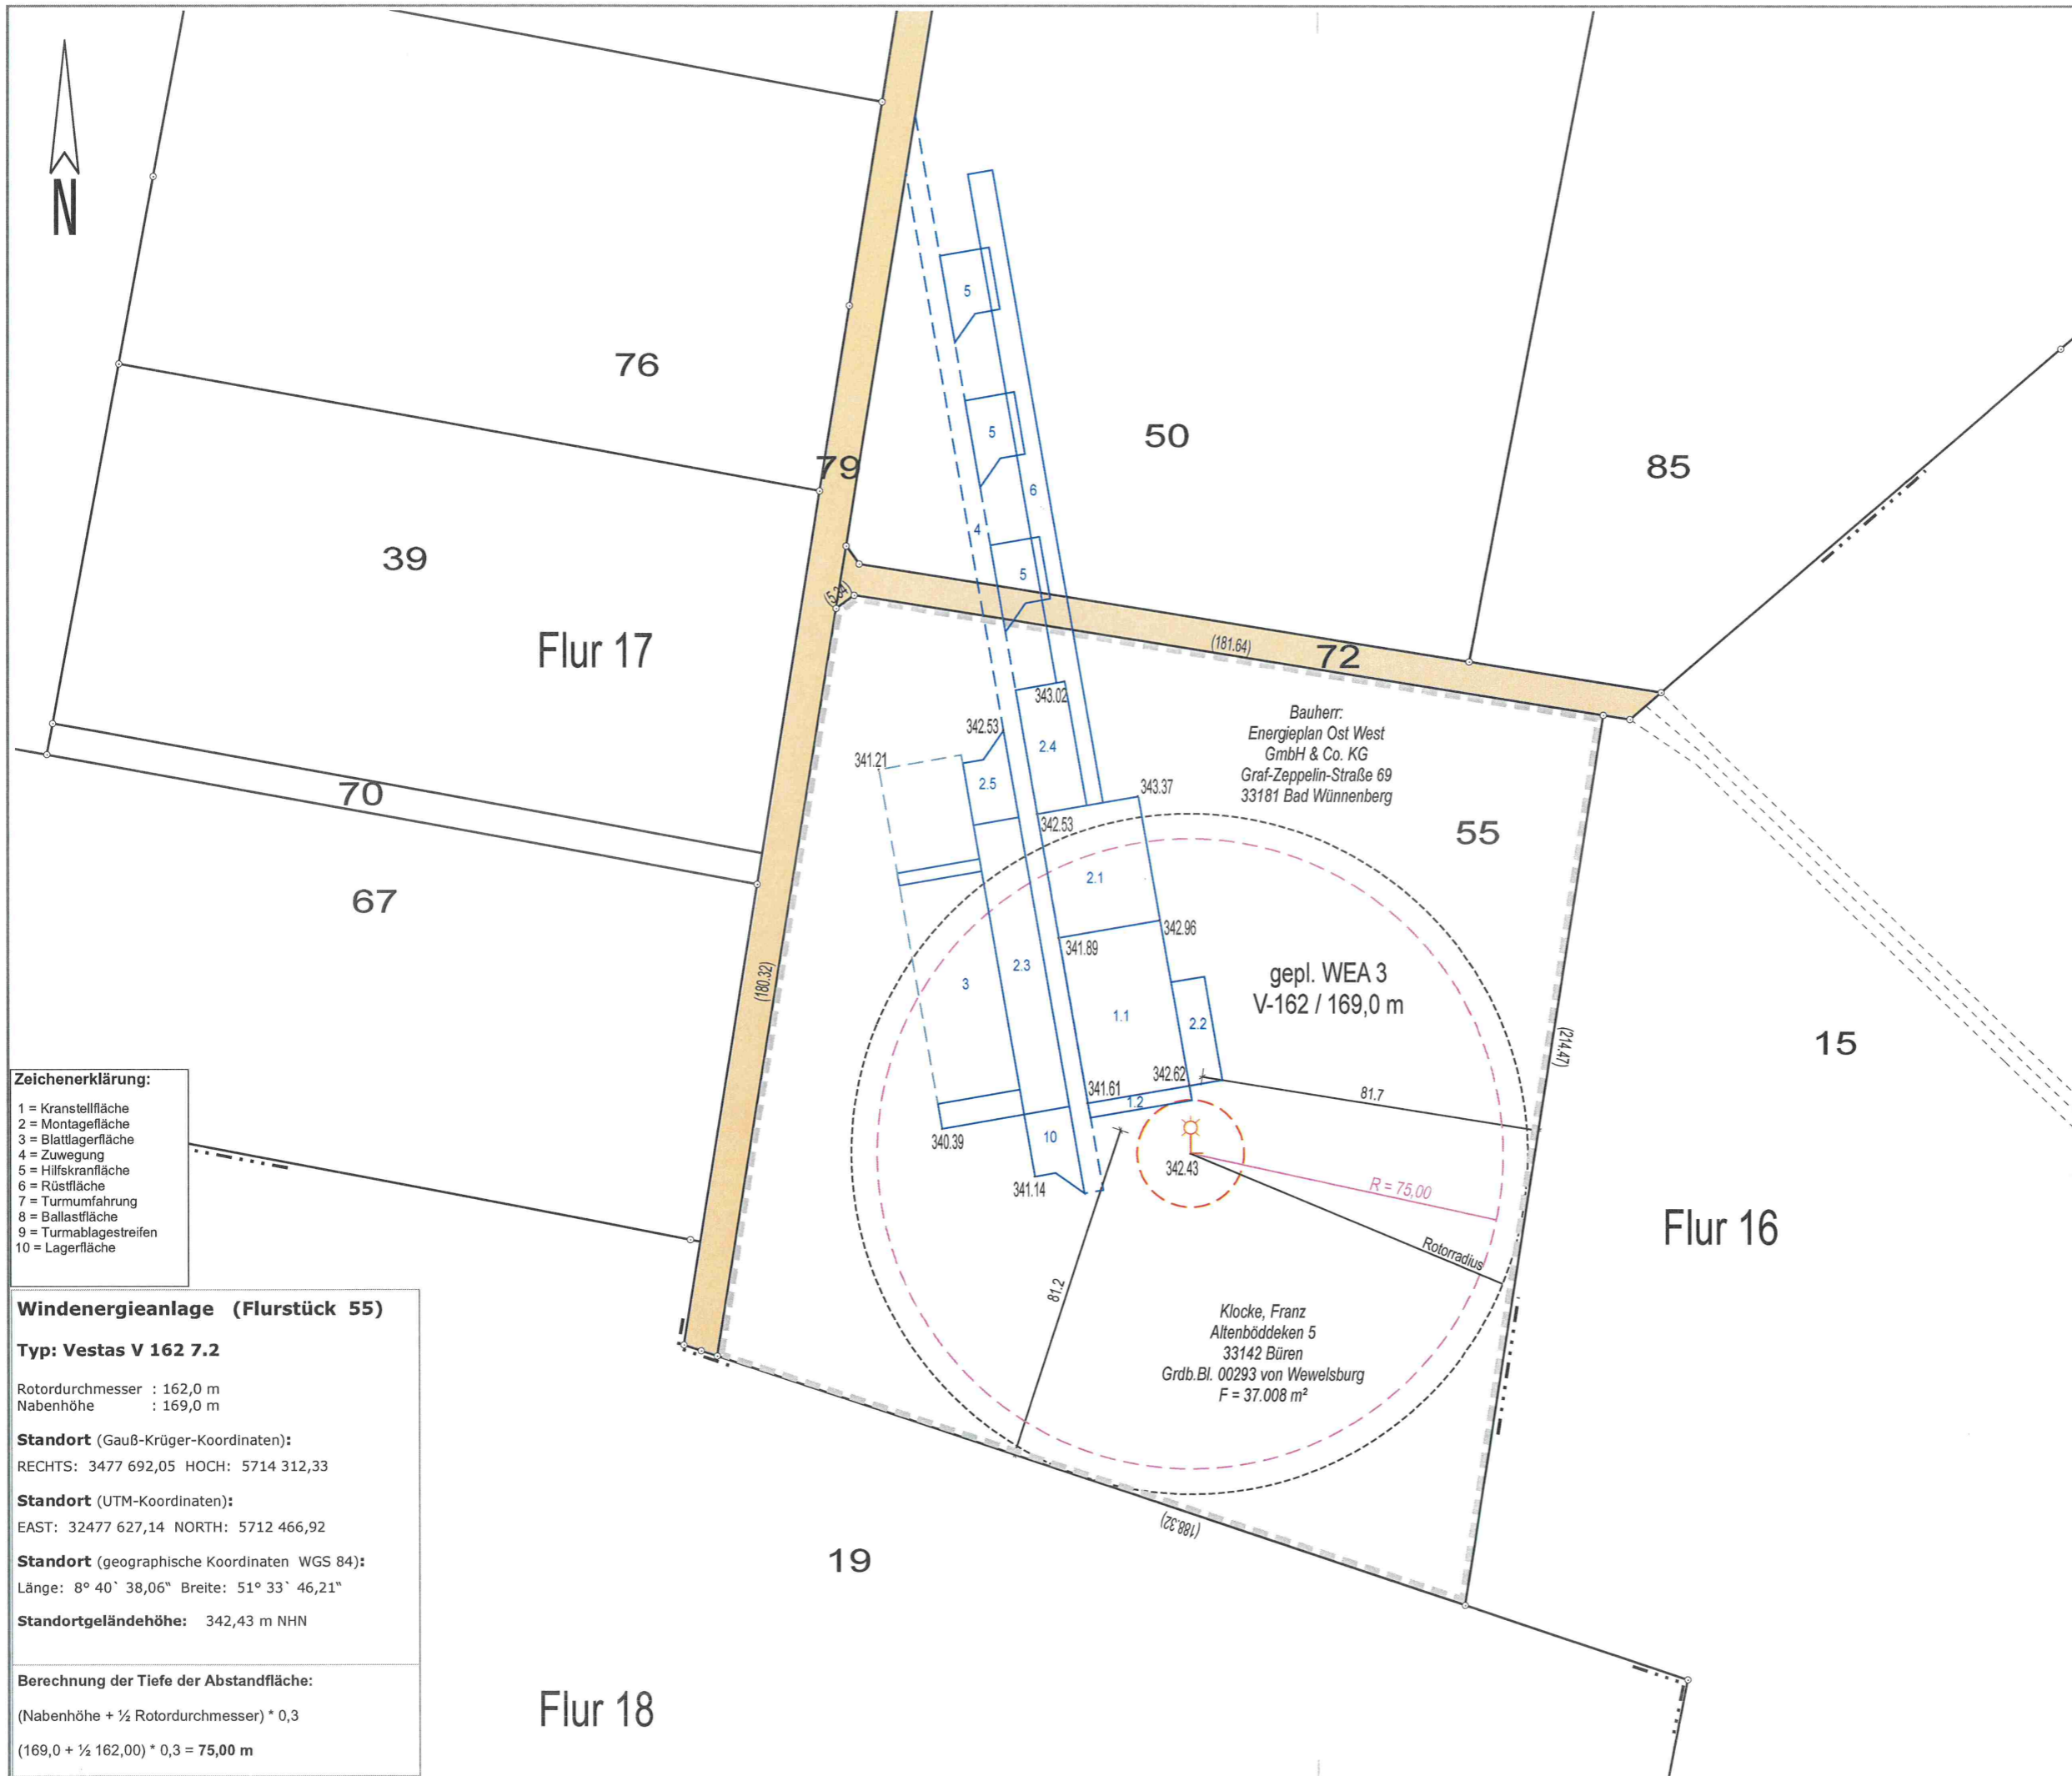 N
76
50
85
79
39
Flur 17
(5.34)
(181.64)
72
70
67
55
15
Flur 16
19
Flur 18
5
5
6
4
5
343.02
342.53
2.4
341.21
2.5
343.37
342.53
2.1
342.96
341.89
2.3
3
1.1
2.2
342.62
341.61
1.2
340.39
10
341.14
342.43
(180.32)
(214.47)
(188.32)
81.7
81.2
R = 75,00
Rotorradius
Bauherr:
Energieplan Ost West
GmbH & Co. KG
Graf-Zeppelin-Straße 69
33181 Bad Wünnenberg
gepl. WEA 3
V-162 / 169,0 m
Klocke, Franz
Altenböddeken 5
33142 Büren
Grdb.Bl. 00293 von Wewelsburg
F = 37.008 m²
Zeichenerklärung:
1 = Kranstellfläche
2 = Montagefläche
3 = Blattlagerfläche
4 = Zuwegung
5 = Hilfskranfläche
6 = Rüstfläche
7 = Turmumfahrung
8 = Ballastfläche
9 = Turmablagestreifen
10 = Lagerfläche
Windenergieanlage (Flurstück 55)
Typ: Vestas V 162 7.2
Rotordurchmesser : 162,0 m
Nabenhöhe : 169,0 m
Standort (Gauß-Krüger-Koordinaten):
RECHTS: 3477 692,05 HOCH: 5714 312,33
Standort (UTM-Koordinaten):
EAST: 32477 627,14 NORTH: 5712 466,92
Standort (geographische Koordinaten WGS 84):
Länge: 8° 40` 38,06" Breite: 51° 33` 46,21"
Standortgeländehöhe: 342,43 m NHN
Berechnung der Tiefe der Abstandfläche:
(Nabenhöhe + ½ Rotordurchmesser) * 0,3
(169,0 + ½ 162,00) * 0,3 = 75,00 m